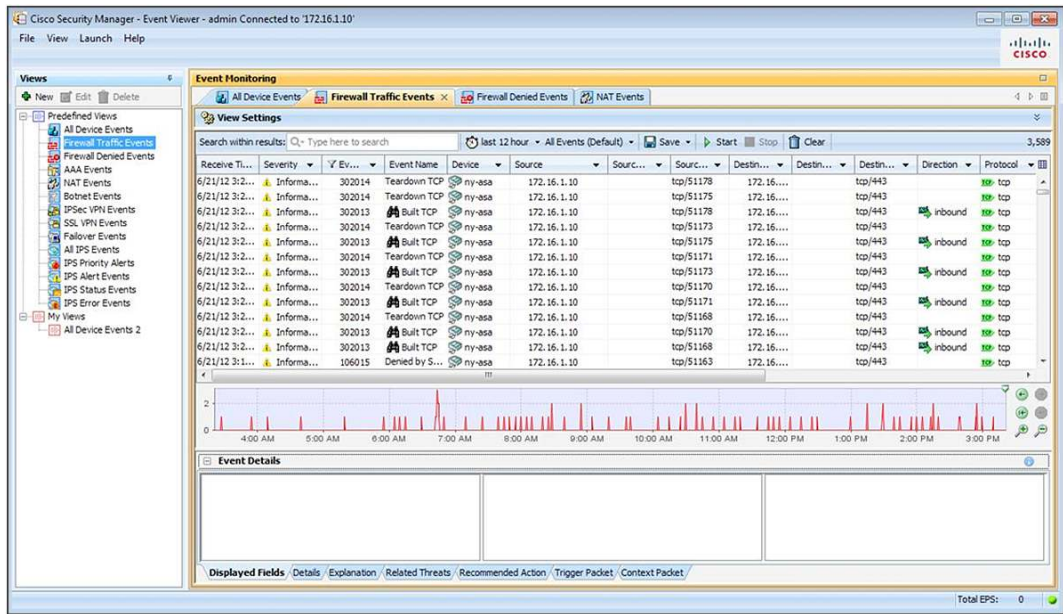 Cisco Security Manager - Event Viewer - admin Connected to '172.16.1.10'
File View Launch Help
CISCO
Views
New Edit Delete
Predefined Views
All Device Events
Firewall Traffic Events
Firewall Denied Events
AAA Events
NAT Events
Botnet Events
IPSec VPN Events
SSL VPN Events
Failover Events
All IPS Events
IPS Priority Alerts
IPS Alert Events
IPS Status Events
IPS Error Events
My Views
All Device Events 2
Event Monitoring
All Device Events Firewall Traffic Events Firewall Denied Events NAT Events
View Settings
Search within results: Type here to search last 12 hour All Events (Default) Save Start Stop Clear 3,589
Receive Ti... Severity Ev... Event Name Device Source Sourc... Sourc... Destin... Destin... Destin... Direction Protocol
6/21/12 3:2... Informa... 302014 Teardown TCP ny-asa 172.16.1.10 tcp/51178 172.16.... tcp/443 TCP tcp
6/21/12 3:2... Informa... 302014 Teardown TCP ny-asa 172.16.1.10 tcp/51175 172.16.... tcp/443 TCP tcp
6/21/12 3:2... Informa... 302013 Built TCP ny-asa 172.16.1.10 tcp/51178 172.16.... tcp/443 inbound TCP tcp
6/21/12 3:2... Informa... 302014 Teardown TCP ny-asa 172.16.1.10 tcp/51173 172.16.... tcp/443 TCP tcp
6/21/12 3:2... Informa... 302013 Built TCP ny-asa 172.16.1.10 tcp/51175 172.16.... tcp/443 inbound TCP tcp
6/21/12 3:2... Informa... 302014 Teardown TCP ny-asa 172.16.1.10 tcp/51171 172.16.... tcp/443 TCP tcp
6/21/12 3:2... Informa... 302013 Built TCP ny-asa 172.16.1.10 tcp/51173 172.16.... tcp/443 inbound TCP tcp
6/21/12 3:2... Informa... 302014 Teardown TCP ny-asa 172.16.1.10 tcp/51170 172.16.... tcp/443 TCP tcp
6/21/12 3:2... Informa... 302013 Built TCP ny-asa 172.16.1.10 tcp/51171 172.16.... tcp/443 inbound TCP tcp
6/21/12 3:2... Informa... 302014 Teardown TCP ny-asa 172.16.1.10 tcp/51168 172.16.... tcp/443 TCP tcp
6/21/12 3:2... Informa... 302013 Built TCP ny-asa 172.16.1.10 tcp/51170 172.16.... tcp/443 inbound TCP tcp
6/21/12 3:2... Informa... 302013 Built TCP ny-asa 172.16.1.10 tcp/51168 172.16.... tcp/443 inbound TCP tcp
6/21/12 3:1... Informa... 106015 Denied by S... ny-asa 172.16.1.10 tcp/51163 172.16.... tcp/443 TCP tcp
2
0
4:00 AM 5:00 AM 6:00 AM 7:00 AM 8:00 AM 9:00 AM 10:00 AM 11:00 AM 12:00 PM 1:00 PM 2:00 PM 3:00 PM
Event Details
Displayed Fields Details Explanation Related Threats Recommended Action Trigger Packet Context Packet
Total EPS: 0